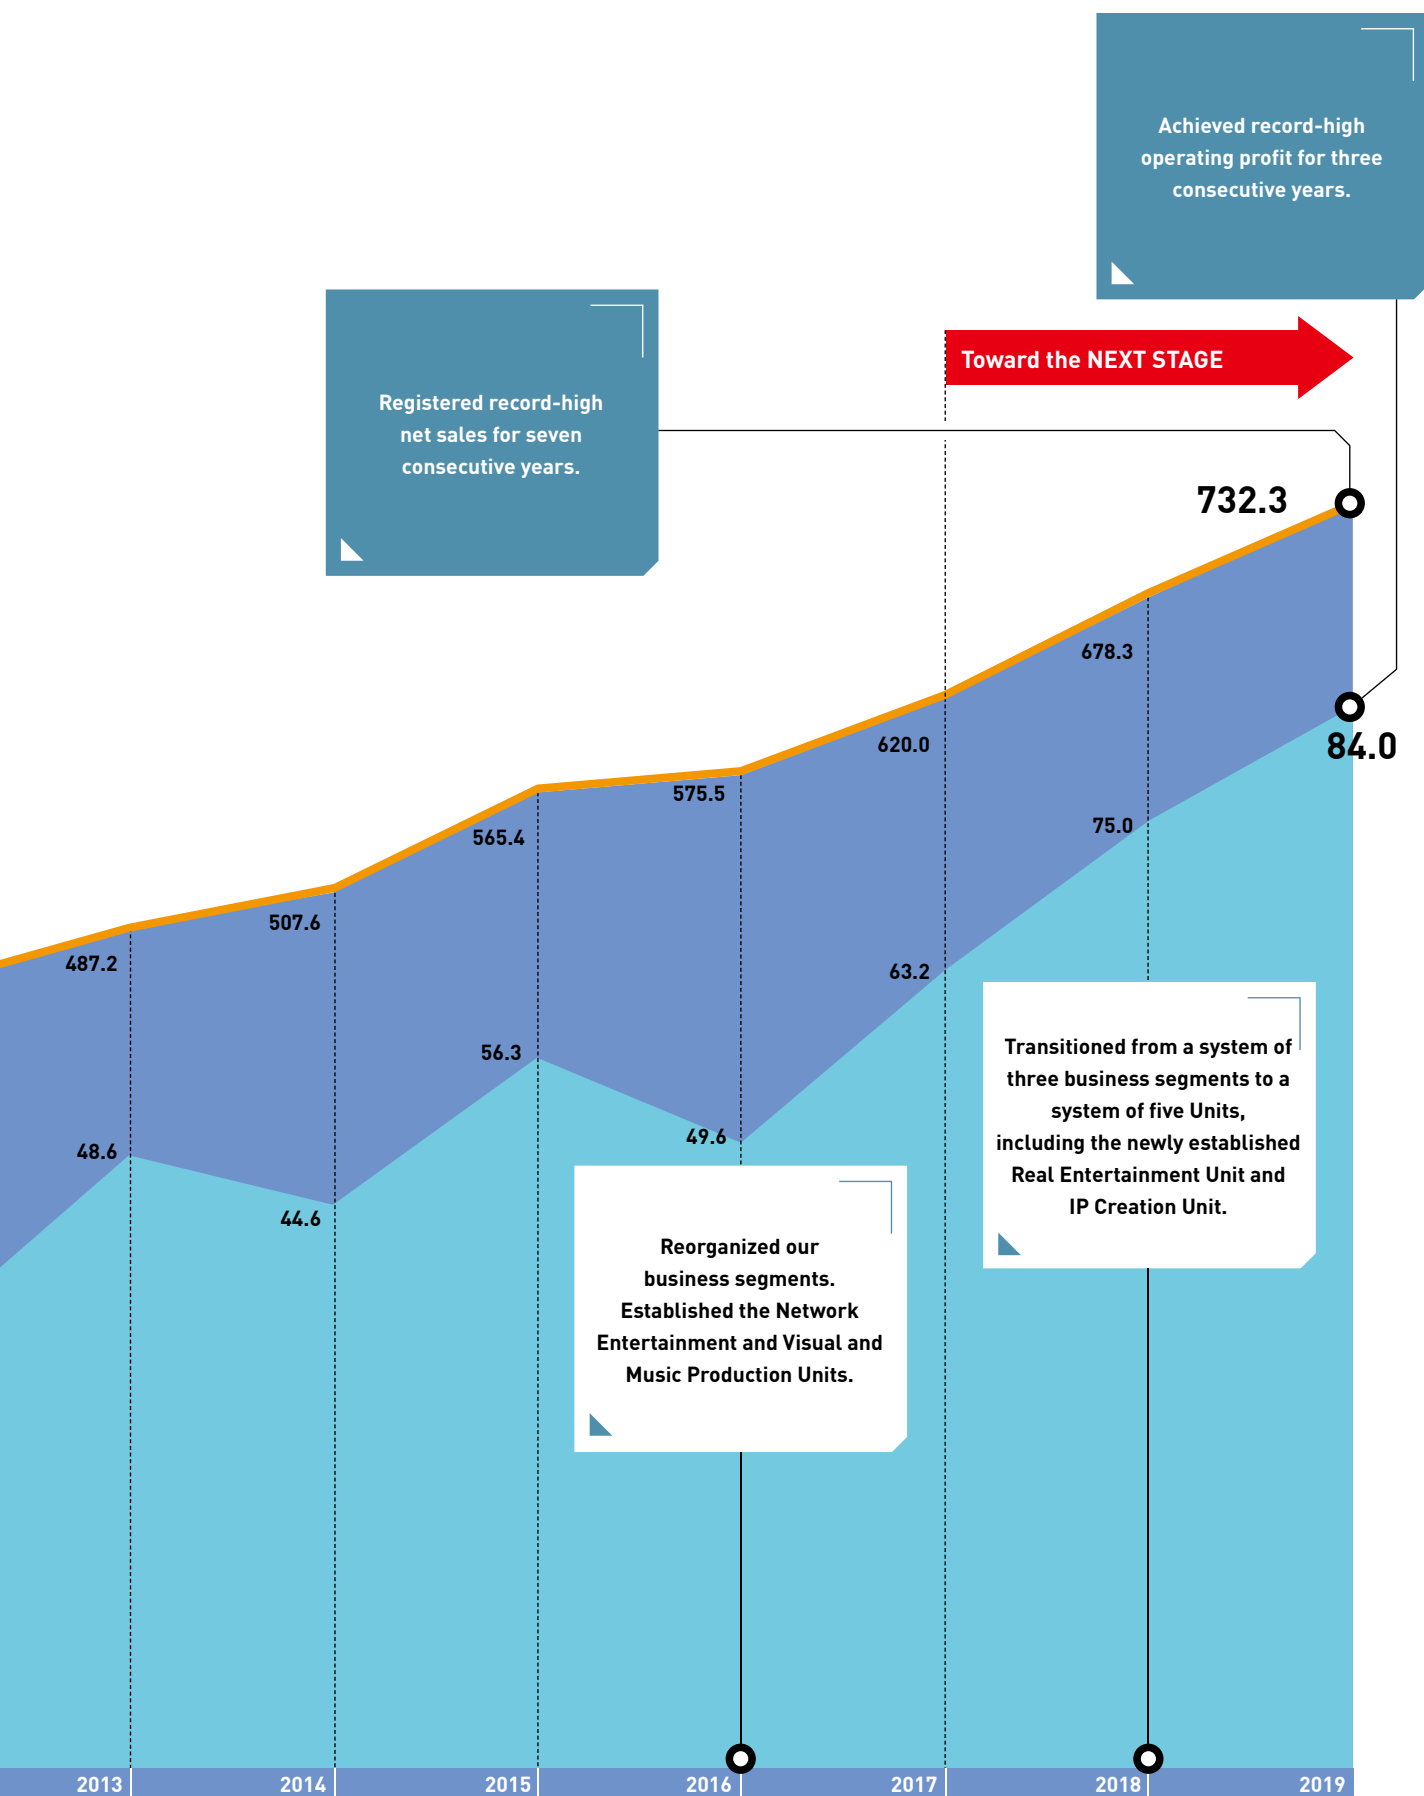 Achieved record-high
operating profit for three
consecutive years.
Toward the NEXT STAGE
Registered record-high
net sales for seven
consecutive years.
732.3
678.3
84.0
620.0
575.5
75.0
565.4
507.6
487.2
63.2
56.3
49.6
48.6
44.6
Transitioned from a system of
three business segments to a
system of five Units,
including the newly established
Real Entertainment Unit and
IP Creation Unit.
Reorganized our
business segments.
Established the Network
Entertainment and Visual and
Music Production Units.
2013
2014
2015
2016
2017
2018
2019